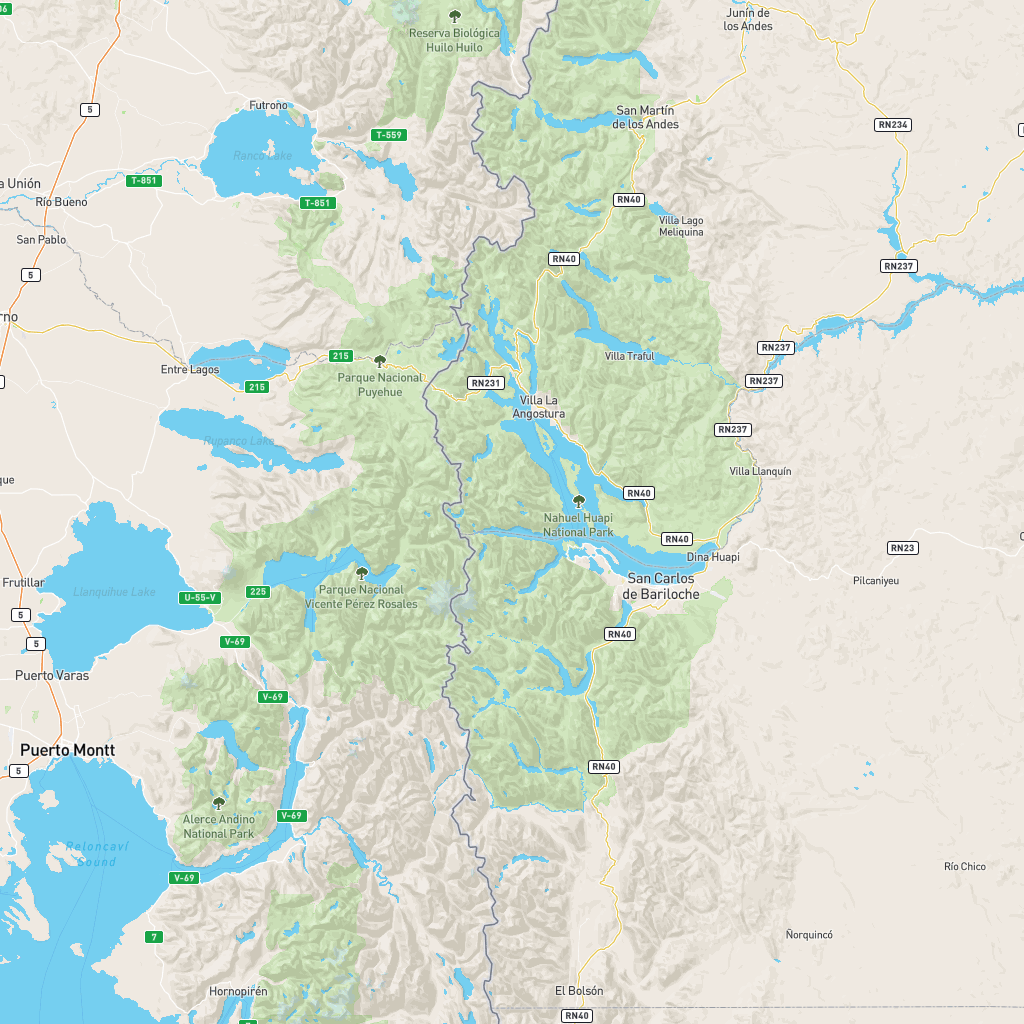 06
Reserva Biológica
Huilo Huilo
Junín de
los Andes
5
Futroño
San Martín
de los Andes
RN234
T-559
Ranco Lake
a Unión
T-851
Río Bueno
T-851
RN40
Villa Lago
Meliquina
San Pablo
5
RN40
RN237
rno
215
RN237
Entre Lagos
Parque Nacional
Puyehue
Villa Traful
215
RN231
RN237
Villa La
Angostura
RN237
Rupanco Lake
Villa Llanquín
que
RN40
Nahuel Huapi
National Park
RN40
RN23
Dina Huapi
Frutillar
Llanquihue Lake
U-55-V
225
Parque Nacional
Vicente Pérez Rosales
San Carlos
de Bariloche
Pilcaniyeu
5
5
V-69
RN40
Puerto Varas
V-69
Puerto Montt
5
RN40
Alerce Andino
National Park
V-69
Reloncaví
Sound
V-69
Río Chico
7
Ñorquincó
Hornopirén
El Bolsón
RN40